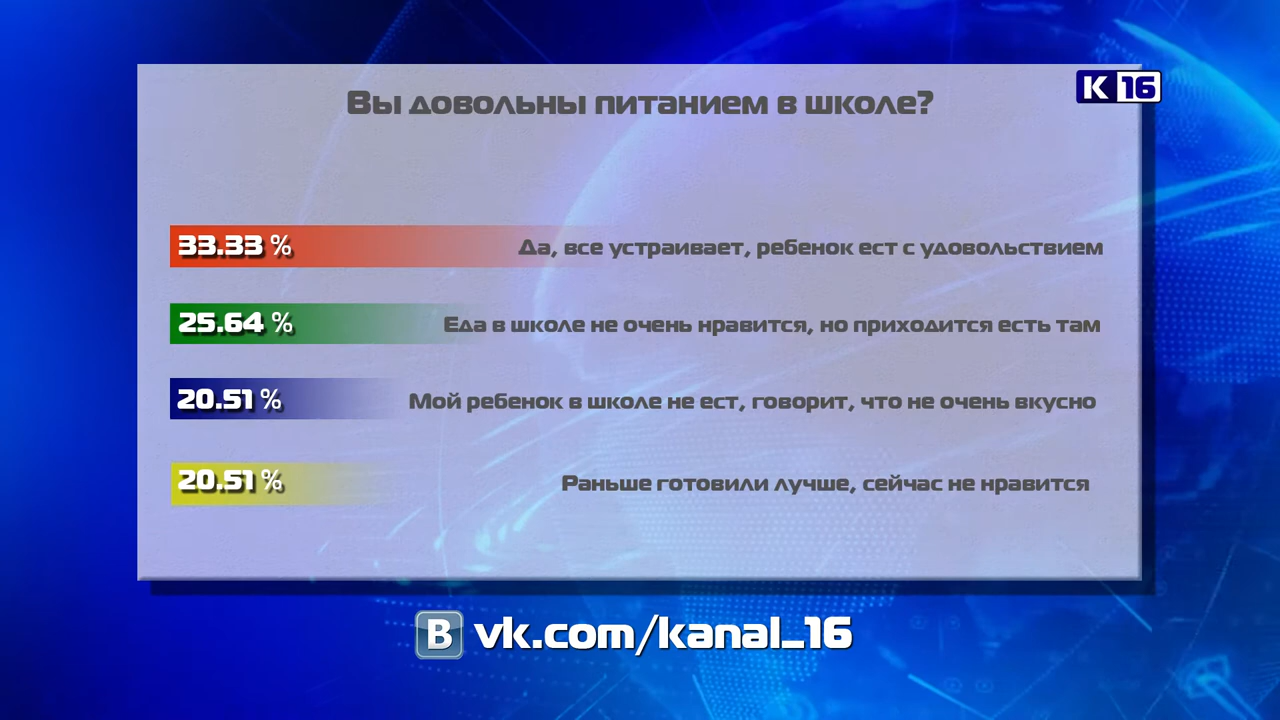 Вы довольны питанием в школе?
К 16
33.33 % Да, все устраивает, ребенок ест с удовольствием
25.64 % Еда в школе не очень нравится, но приходится есть там
20.51 % Мой ребенок в школе не ест, говорит, что не очень вкусно
20.51 % Раньше готовили лучше, сейчас не нравится
В vk.com/kanal_16